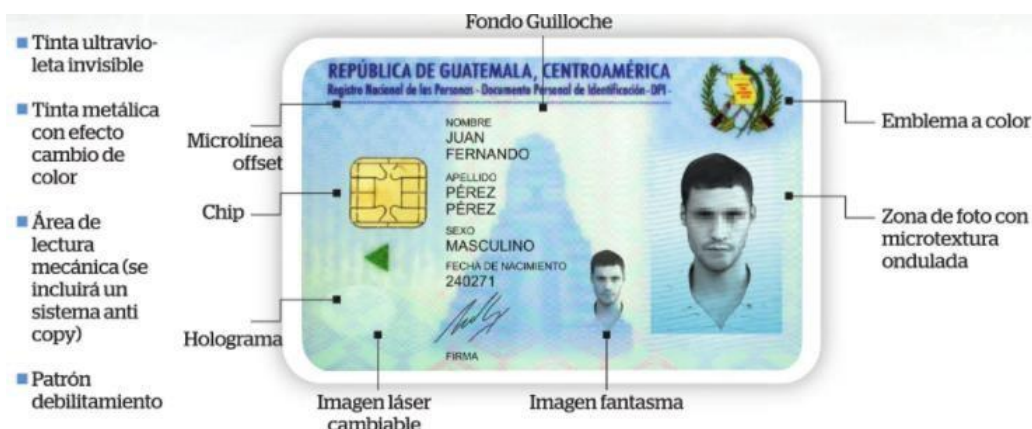 Fondo Guilloche
Tinta ultravio-
leta invisible
Tinta metálica
con efecto
cambio de
color
Área de
lectura
mecánica (se
incluirá un
sistema anti
copy)
Patrón
debilitamiento
Microlínea
offset
Chip
Holograma
REPÚBLICA DE GUATEMALA, CENTROAMÉRICA
Registro Nacional de las Personas - Documento Personal de Identificación - DPI -
NOMBRE
JUAN
FERNANDO
APELLIDO
PÉREZ
PÉREZ
SEXO
MASCULINO
FECHA DE NACIMIENTO
240271
FIRMA
Emblema a color
Zona de foto con
microtextura
ondulada
Imagen láser
cambiable
Imagen fantasma